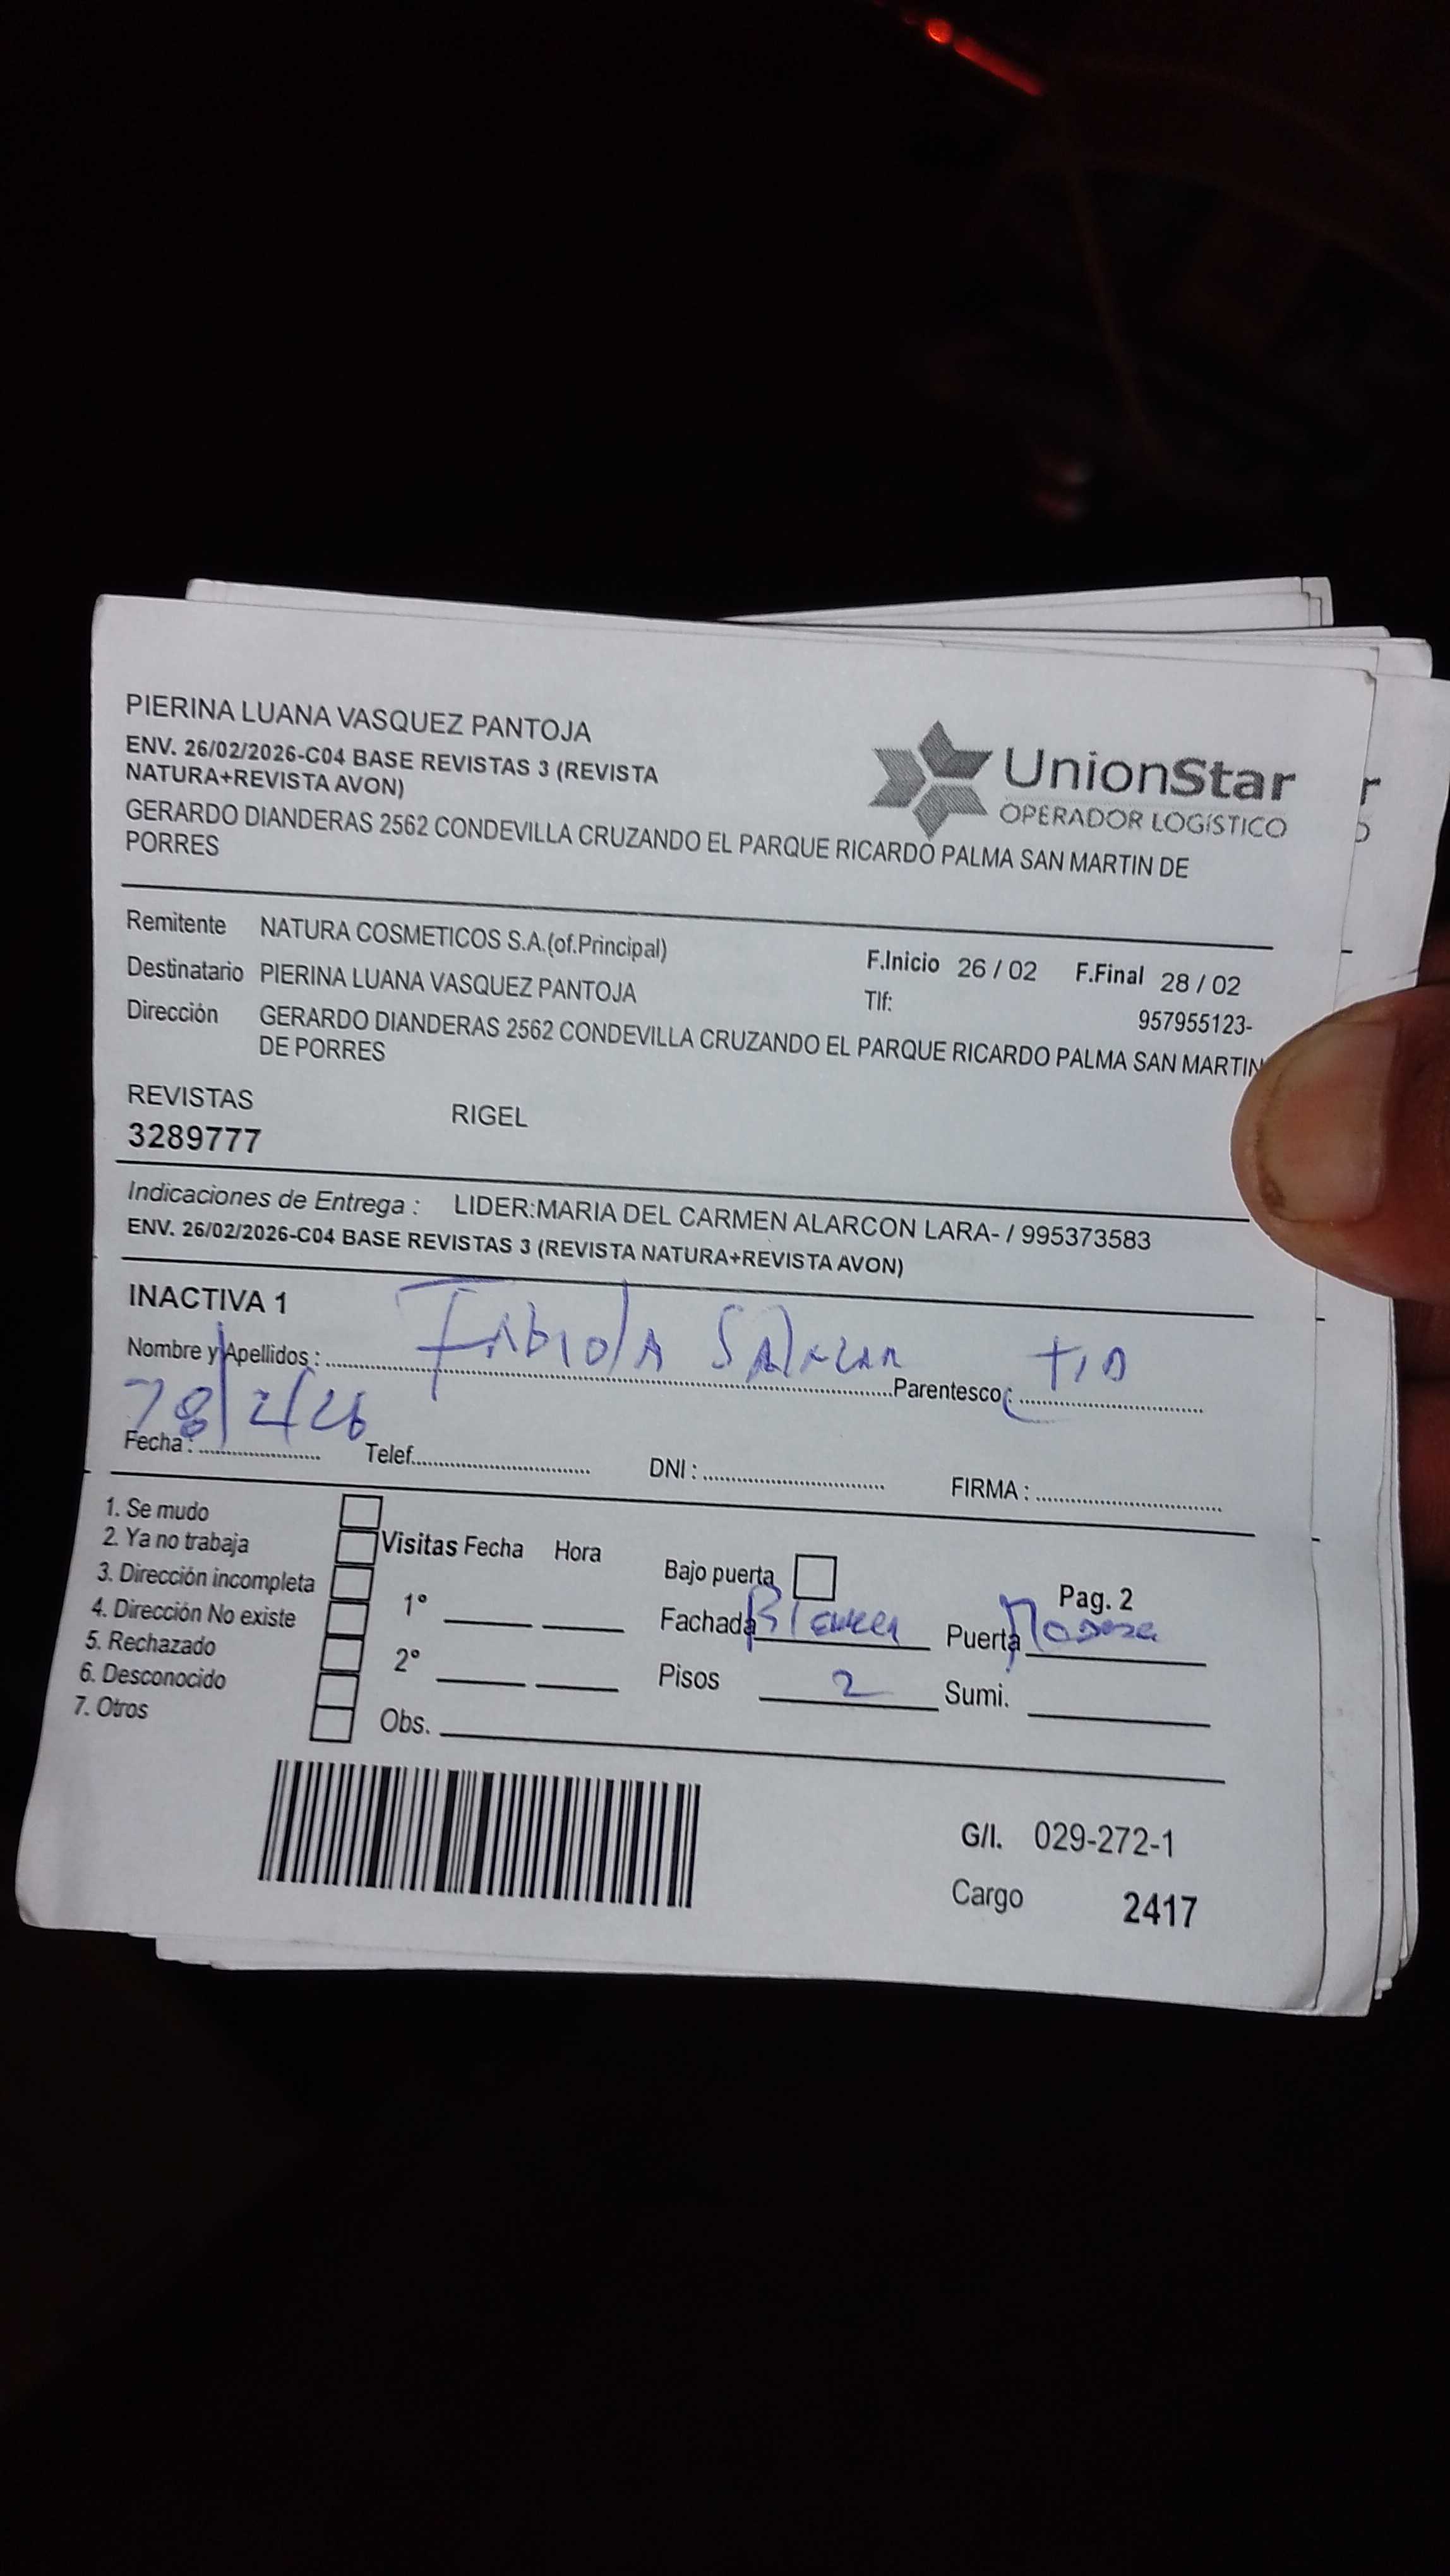 PIERINA LUANA VASQUEZ PANTOJA
ENV. 26/02/2026-C04 BASE REVISTAS 3 (REVISTA
NATURA+REVISTA AVON)
UnionStar
OPERADOR LOGÍSTICO
GERARDO DIANDERAS 2562 CONDEVILLA CRUZANDO EL PARQUE RICARDO PALMA SAN MARTIN DE
PORRES
Remitente NATURA COSMETICOS S.A.(of.Principal)
F.Inicio 26 / 02 F.Final 28 / 02
Destinatario PIERINA LUANA VASQUEZ PANTOJA
Tlf: 957955123-
Dirección GERARDO DIANDERAS 2562 CONDEVILLA CRUZANDO EL PARQUE RICARDO PALMA SAN MARTIN
DE PORRES
REVISTAS RIGEL
3289777
Indicaciones de Entrega : LIDER:MARIA DEL CARMEN ALARCON LARA- / 995373583
ENV. 26/02/2026-C04 BASE REVISTAS 3 (REVISTA NATURA+REVISTA AVON)
INACTIVA 1
Nombre y Apellidos : Fabiola Salazar Parentesco : tio
Fecha : 28/2/26 Telef. DNI : FIRMA :
1. Se mudo
2. Ya no trabaja
3. Dirección incompleta
4. Dirección No existe
5. Rechazado
6. Desconocido
7. Otros
Visitas Fecha Hora
1°
2°
Obs.
Bajo puerta Pag. 2
Fachada Blanca Puerta
Pisos 2 Sumi.
G/I. 029-272-1
Cargo 2417